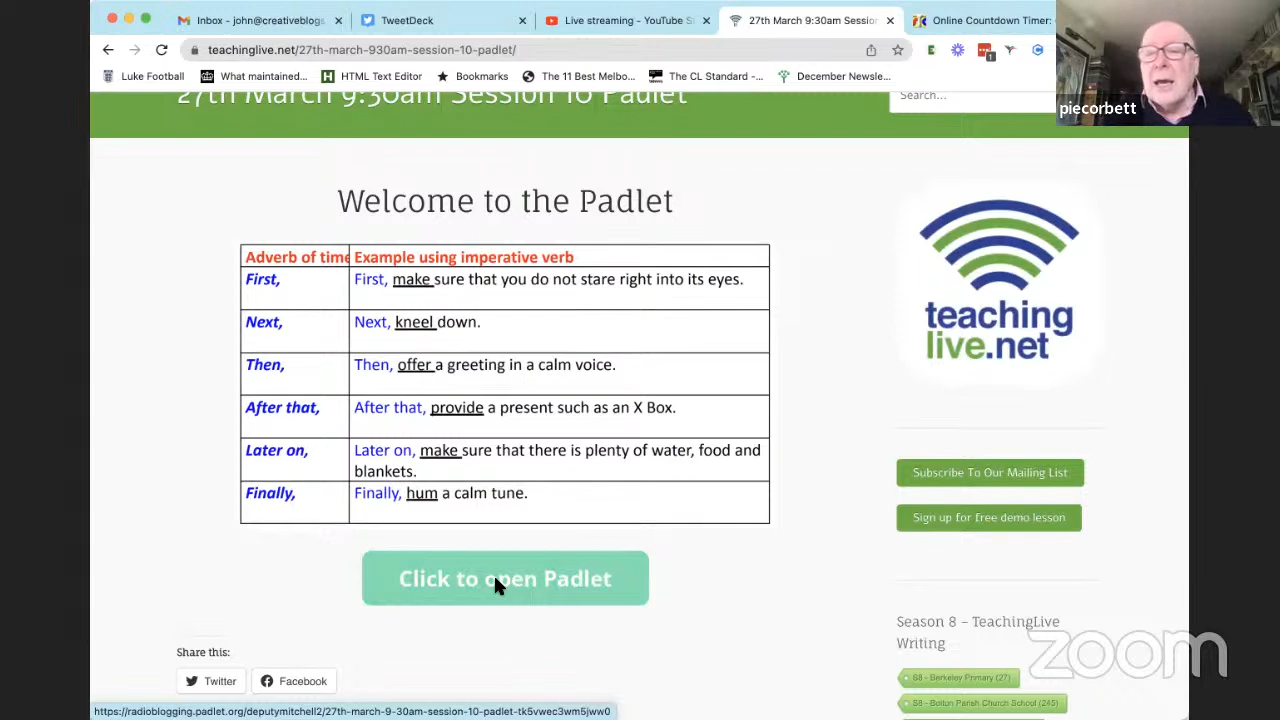 Inbox - john@creativeblogs
TweetDeck
Live streaming - YouTube S
27th March 9:30am Sessio
Online Countdown Timer:
teachinglive.net/27th-march-930am-session-10-padlet/
Luke Football
What maintained...
HTML Text Editor
Bookmarks
The 11 Best Melbo...
The CL Standard -...
December Newsle...
27th March 9:30am Session 10 Padlet
Search...
piecorbett
Welcome to the Padlet
Adverb of time Example using imperative verb
First, First, make sure that you do not stare right into its eyes.
Next, Next, kneel down.
Then, Then, offer a greeting in a calm voice.
After that, After that, provide a present such as an X Box.
Later on, Later on, make sure that there is plenty of water, food and
blankets.
Finally, Finally, hum a calm tune.
Click to open Padlet
teaching
live.net
Subscribe To Our Mailing List
Sign up for free demo lesson
Season 8 – TeachingLive
Writing
S8 - Berkeley Primary (27)
S8 - Bolton Parish Church School (245)
Share this:
Twitter
Facebook
zoom
https://radioblogging.padlet.org/deputymitchell2/27th-march-9-30am-session-10-padlet-tk5vwec3wm5jww0